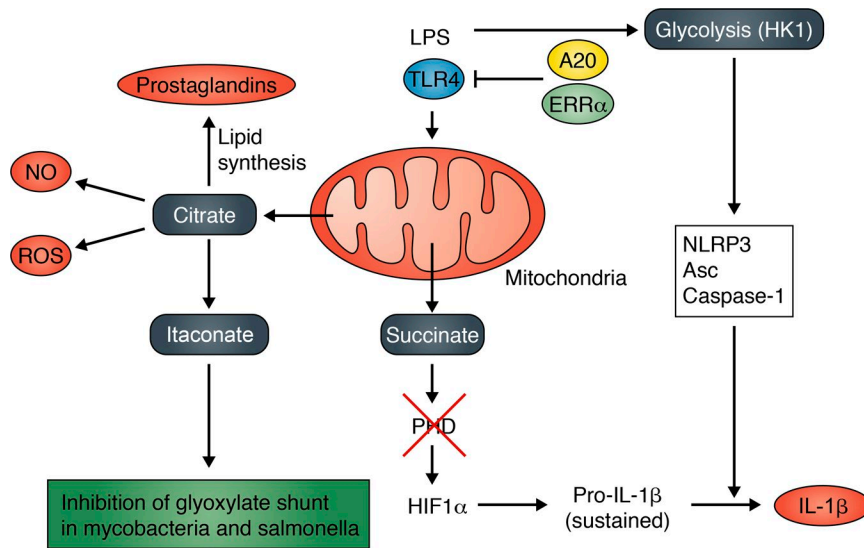 LPS
Glycolysis (HK1)
A20
TLR4
ERRα
Prostaglandins
Lipid
synthesis
NO
Citrate
ROS
Mitochondria
NLRP3
Asc
Caspase-1
Itaconate
Succinate
PHD
Inhibition of glyoxylate shunt
in mycobacteria and salmonella
HIF1α
Pro-IL-1β
(sustained)
IL-1β